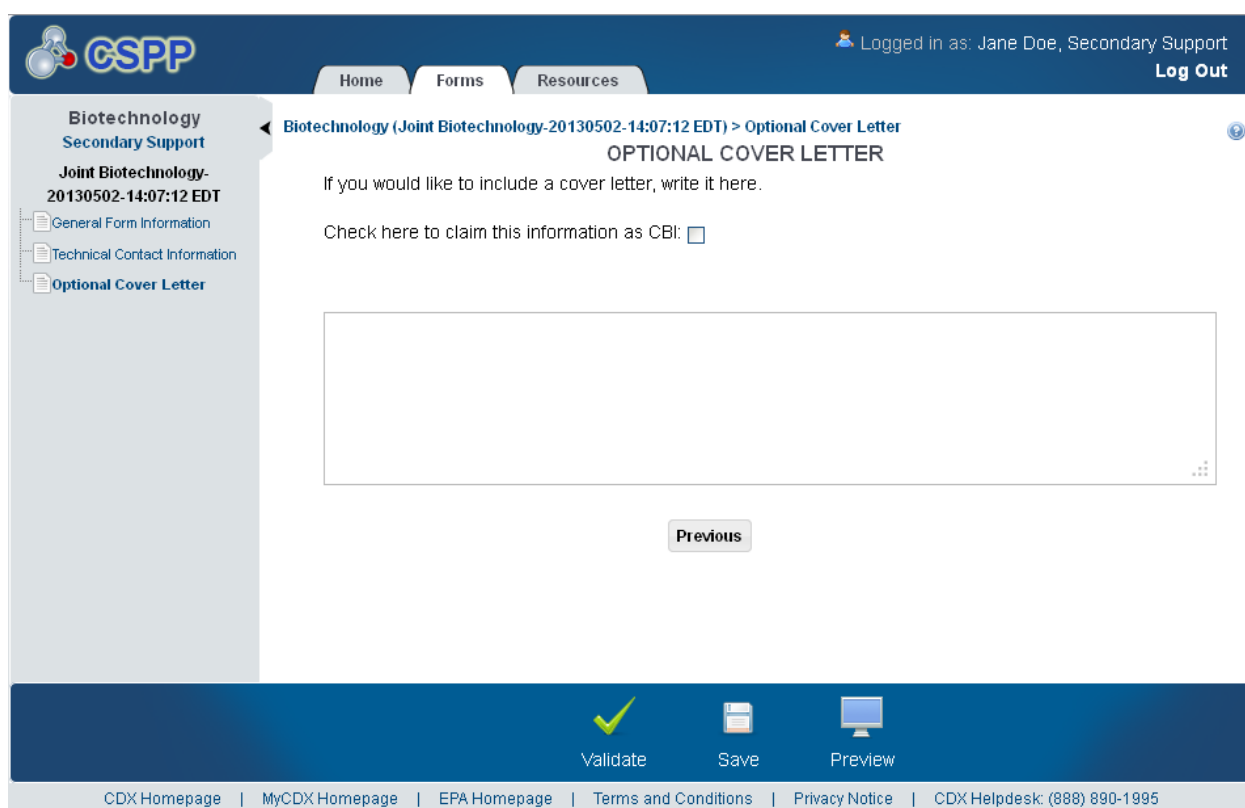 CSPP
Logged in as: Jane Doe, Secondary Support
Log Out
Home Forms Resources
Biotechnology
Secondary Support
Joint Biotechnology-
20130502-14:07:12 EDT
General Form Information
Technical Contact Information
Optional Cover Letter
Biotechnology (Joint Biotechnology-20130502-14:07:12 EDT) > Optional Cover Letter
OPTIONAL COVER LETTER
If you would like to include a cover letter, write it here.
Check here to claim this information as CBI:
Previous
Validate Save Preview
CDX Homepage | MyCDX Homepage | EPA Homepage | Terms and Conditions | Privacy Notice | CDX Helpdesk: (888) 890-1995